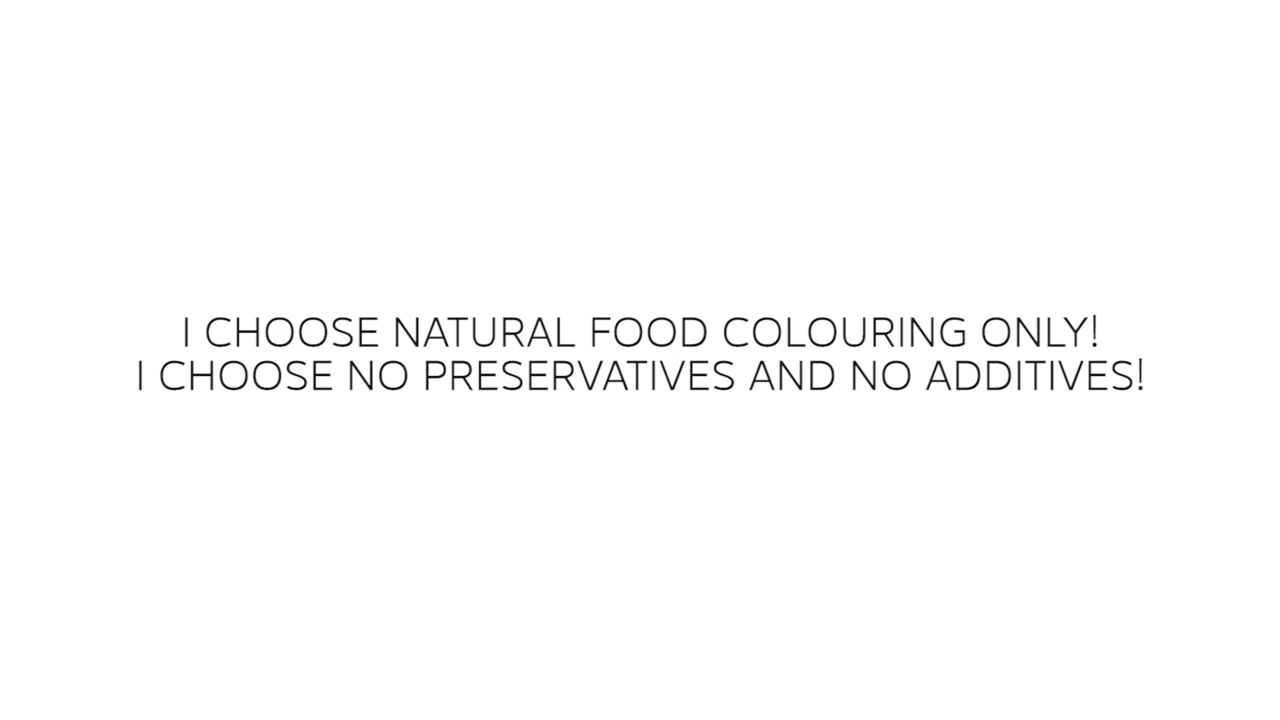 I CHOOSE NATURAL FOOD COLOURING ONLY!
I CHOOSE NO PRESERVATIVES AND NO ADDITIVES!